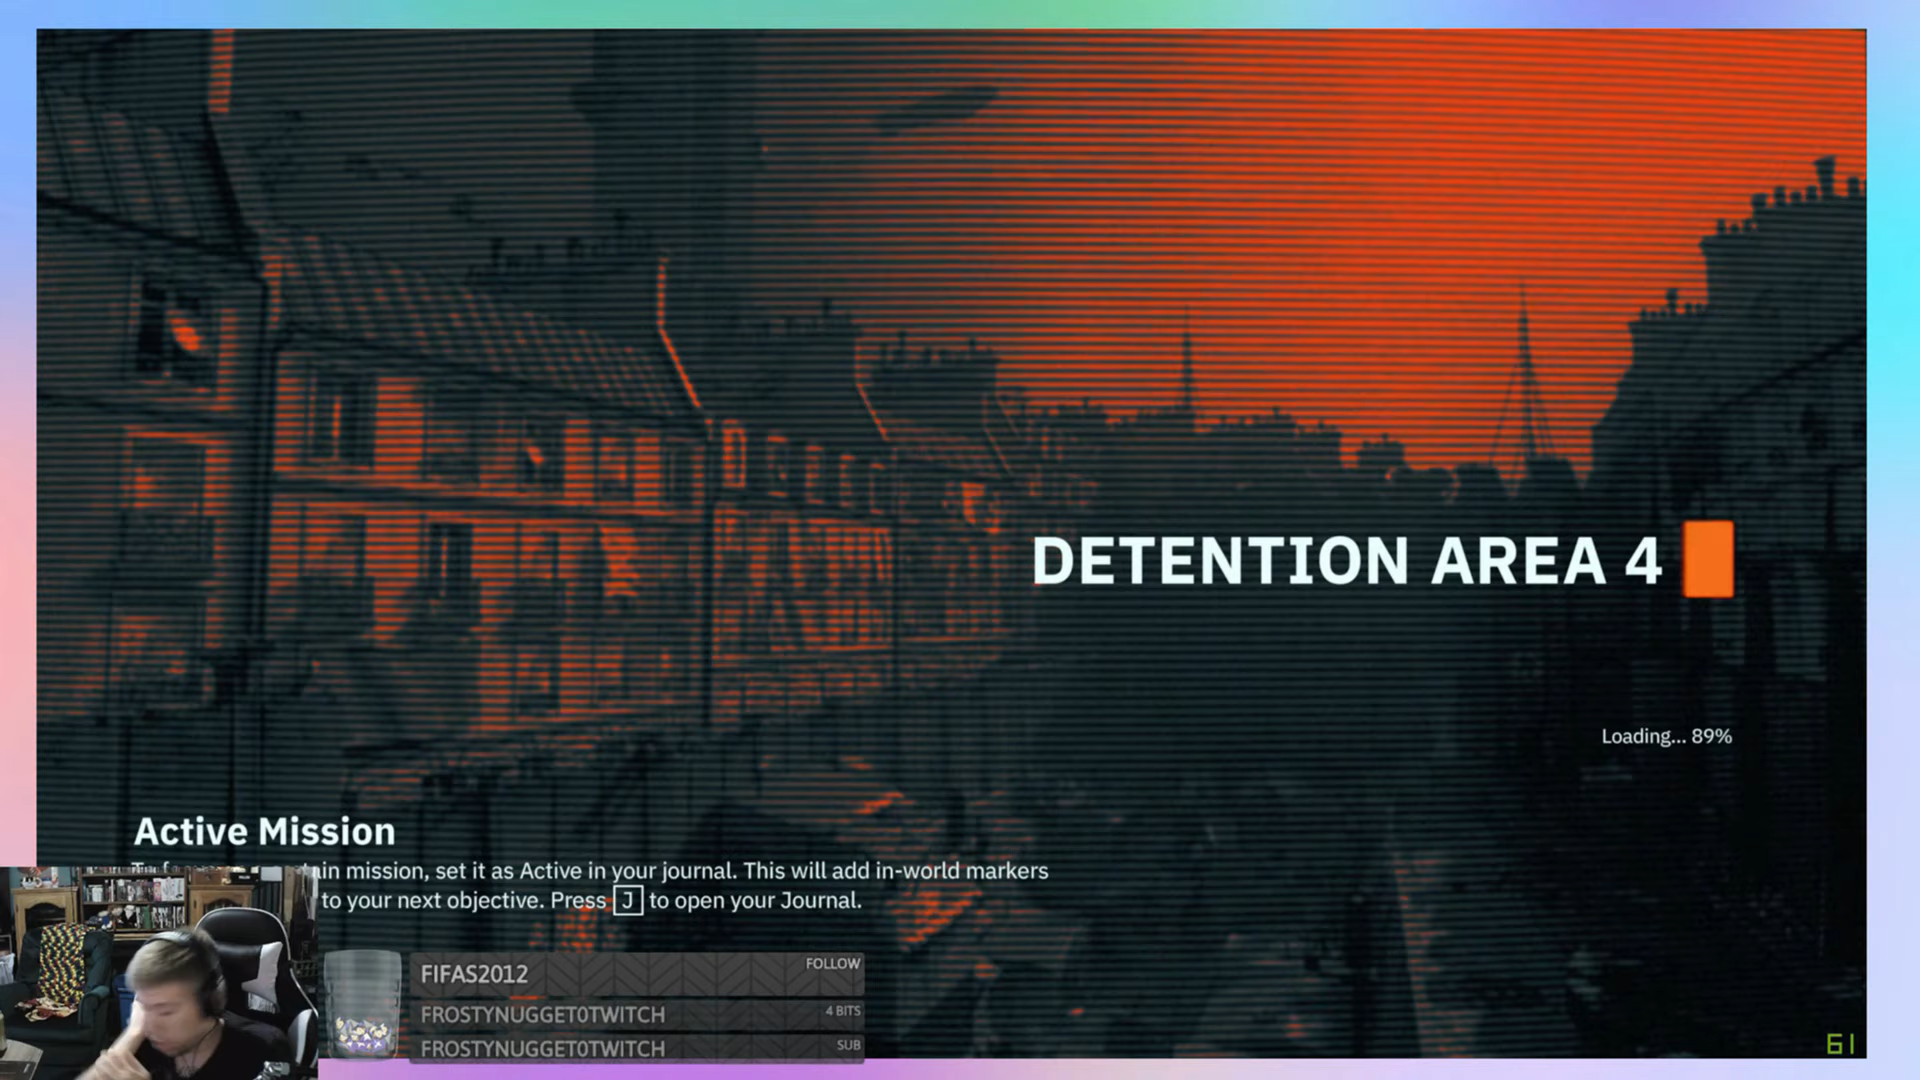 DETENTION AREA 4
Loading... 89%
Active Mission
in mission, set it as Active in your journal. This will add in-world markers
to your next objective. Press J to open your Journal.
FIFAS2012 FOLLOW
FROSTYNUGGET0TWITCH 4 BITS
FROSTYNUGGET0TWITCH SUB
61